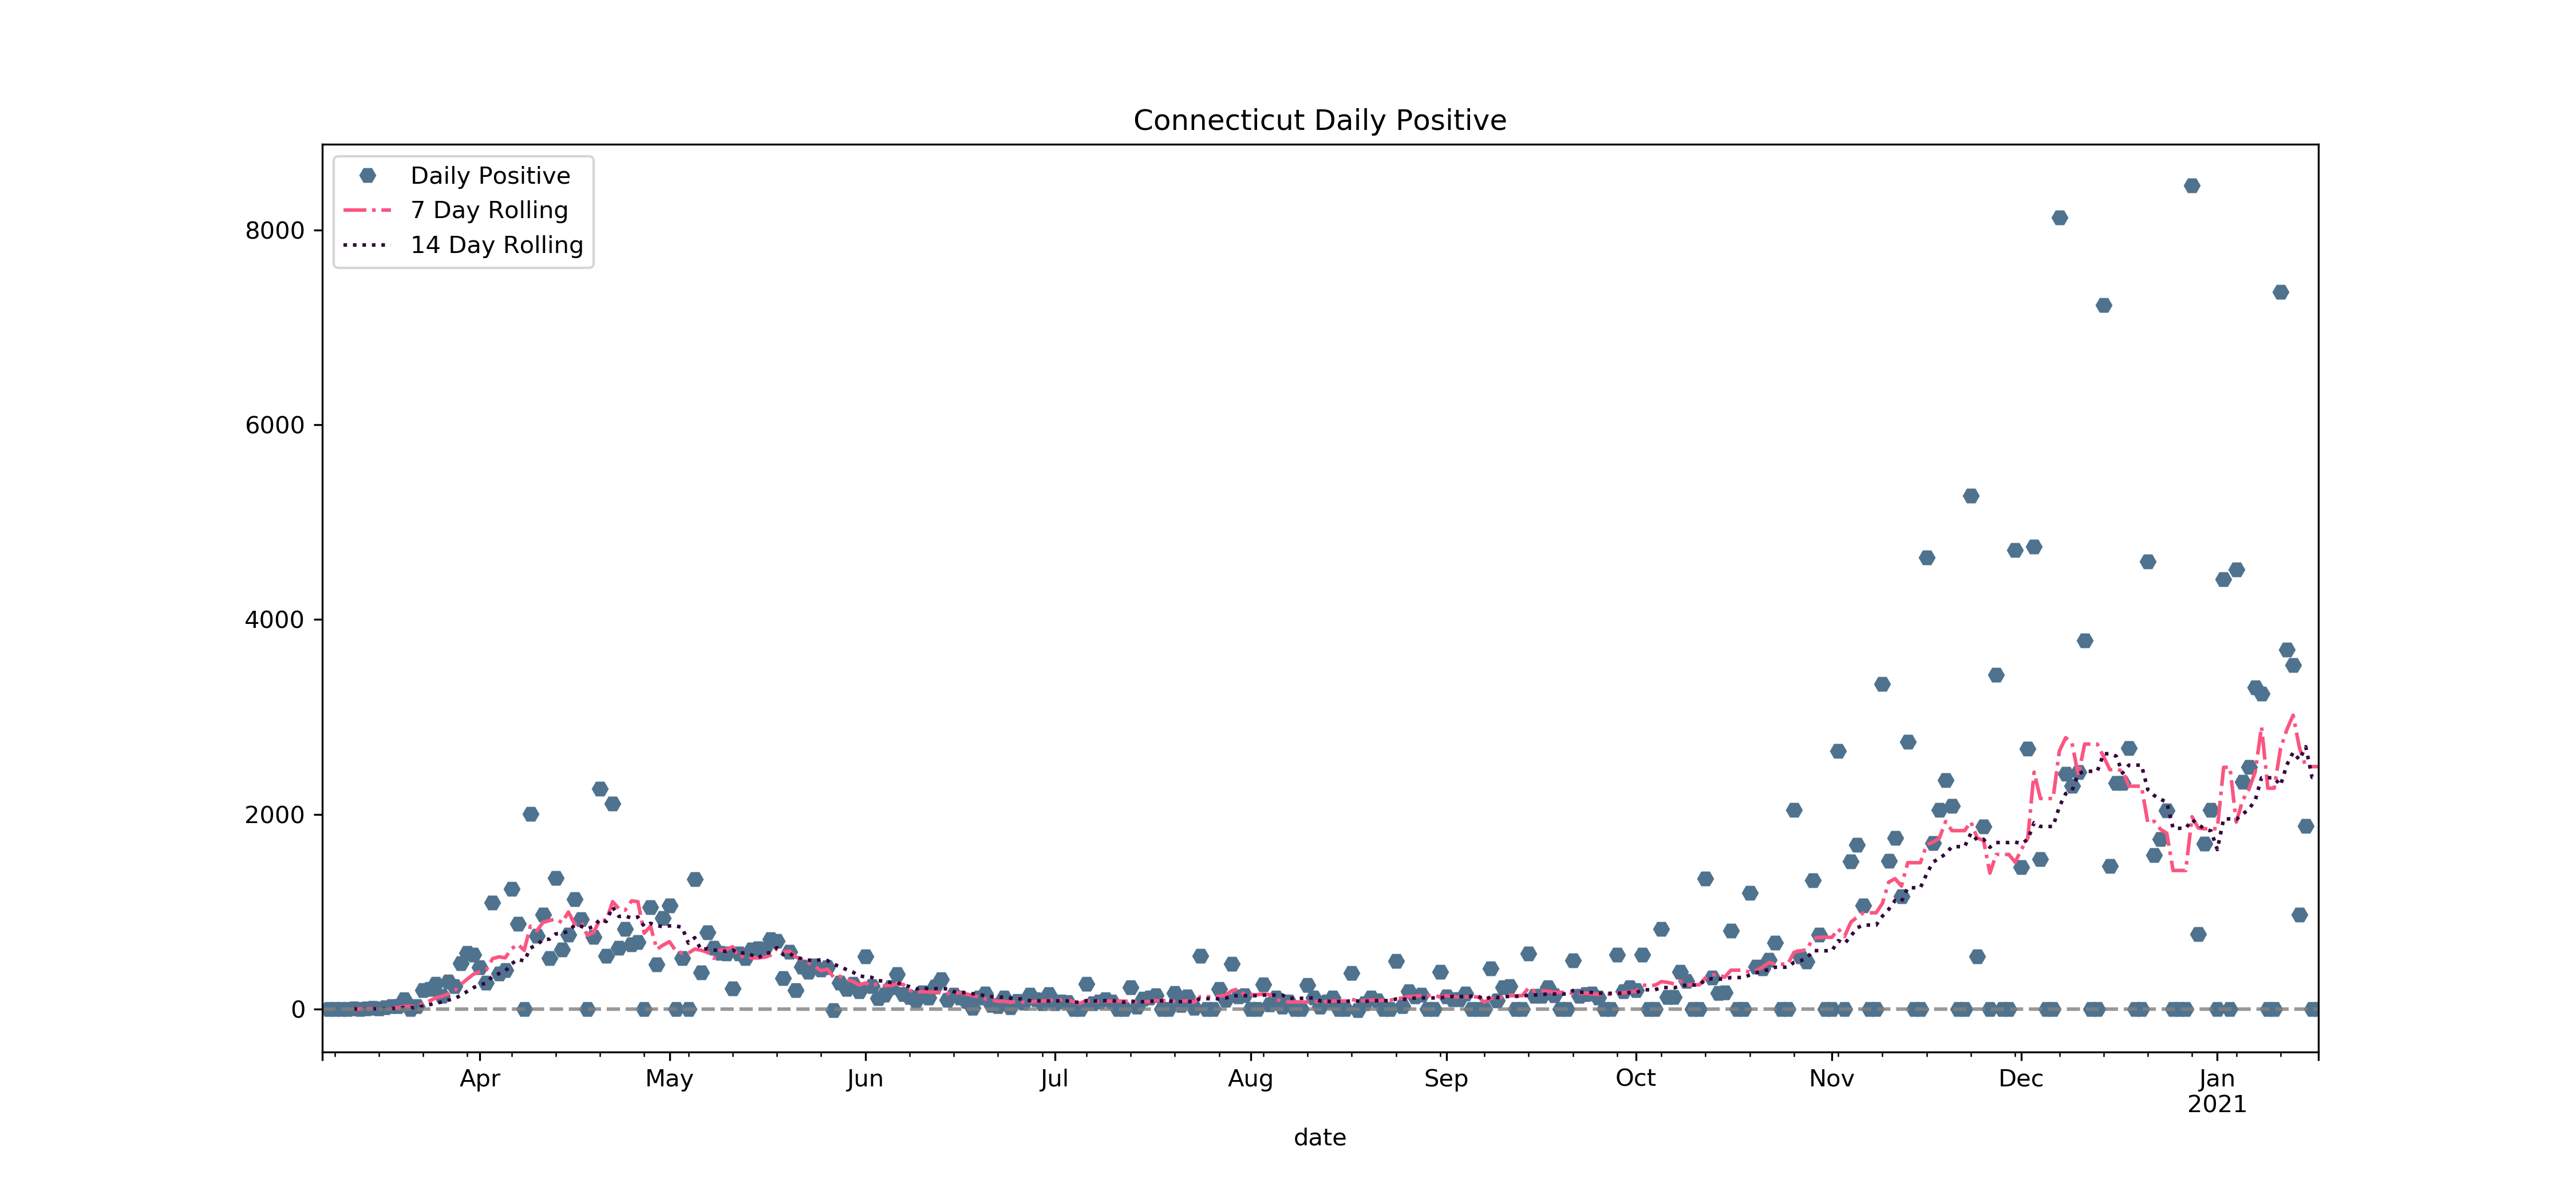 Connecticut Daily Positive
Daily Positive
7 Day Rolling
14 Day Rolling
8000
6000
4000
2000
0
Apr May Jun Jul Aug Sep Oct Nov Dec Jan
2021
date